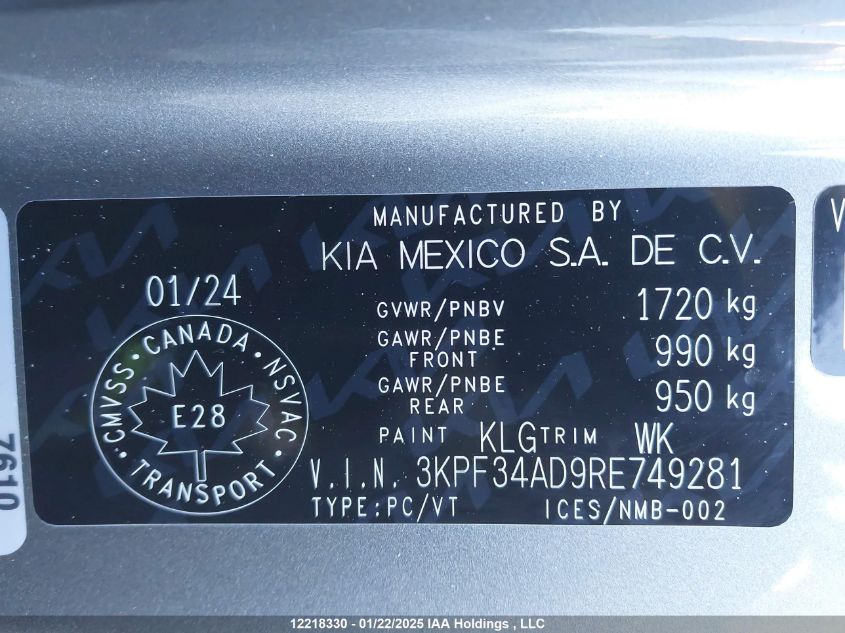 MANUFACTURED BY
KIA MEXICO S.A. DE C.V.
01/24
GVWR/PNBV 1720 kg
GAWR/PNBE FRONT 990 kg
GAWR/PNBE REAR 950 kg
PAINT KLG TRIM WK
V.I.N. 3KPF34AD9RE749281
TYPE:PC/VT ICES/NMB-002
CMVSS · CANADA · NSVAC
E28
TRANSPORT
7610
V
12218330 - 01/22/2025 IAA Holdings , LLC